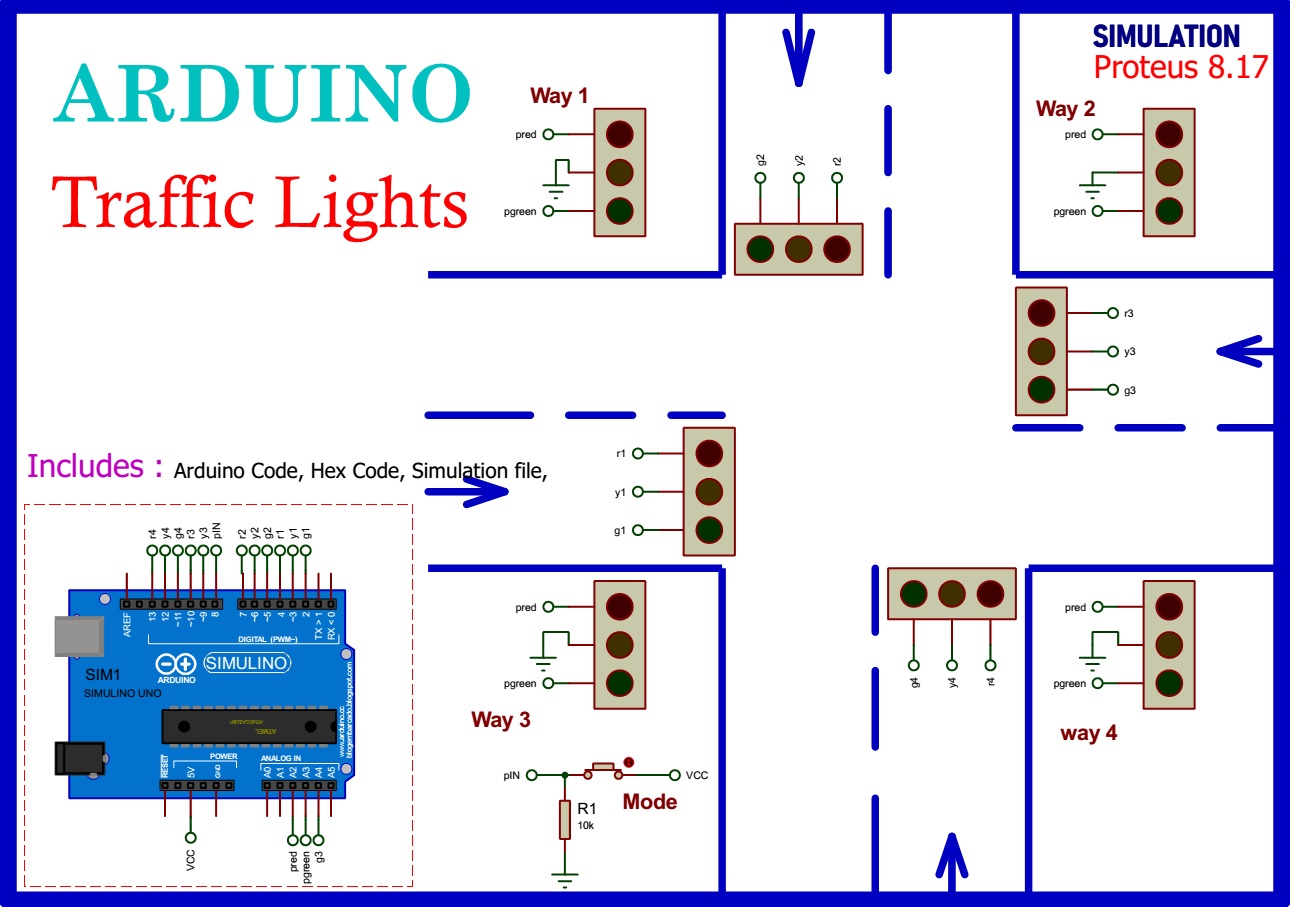 SIMULATION
Proteus 8.17
ARDUINO
Traffic Lights
Way 1
pred
pgreen
g2
y2
r2
Way 2
pred
pgreen
r3
y3
g3
Includes : Arduino Code, Hex Code, Simulation file,
r1
y1
g1
r4 y4 g4 r3 y3 pIN r2 y2 g2 r1 y1 g1
AREF 13 12 ~11 ~10 ~9 8 7 ~6 ~5 4 ~3 2 TX > 1 RX < 0
DIGITAL (PWM~)
SIMULINO
ARDUINO
SIM1
SIMULINO UNO
www.arduino.cc
blogembarcado.blogspot.com
ATMEGA328P
ATMEL
RESET
5V
POWER
GND
ANALOG IN
A0 A1 A2 A3 A4 A5
VCC
pred pgreen g3
pred
pgreen
Way 3
pIN
VCC
Mode
R1
10k
g4
y4
r4
pred
pgreen
way 4